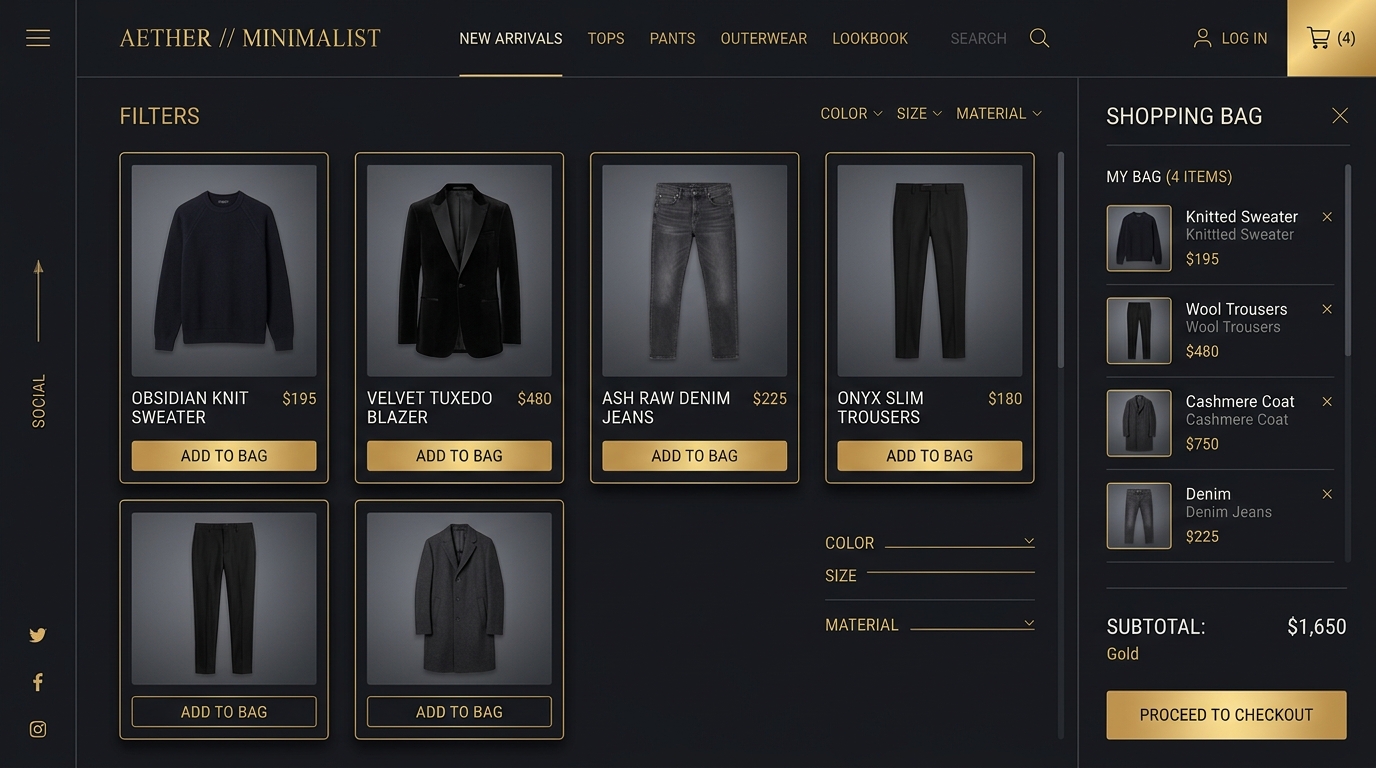 AETHER // MINIMALIST
NEW ARRIVALS
TOPS
PANTS
OUTERWEAR
LOOKBOOK
SEARCH
LOG IN
(4)
SOCIAL
FILTERS
COLOR
SIZE
MATERIAL
OBSIDIAN KNIT $195
SWEATER
ADD TO BAG
VELVET TUXEDO $480
BLAZER
ADD TO BAG
ASH RAW DENIM $225
JEANS
ADD TO BAG
ONYX SLIM $180
TROUSERS
ADD TO BAG
ADD TO BAG
ADD TO BAG
COLOR
SIZE
MATERIAL
SHOPPING BAG
MY BAG (4 ITEMS)
Knitted Sweater
Knittled Sweater
$195
Wool Trousers
Wool Trousers
$480
Cashmere Coat
Cashmere Coat
$750
Denim
Denim Jeans
$225
SUBTOTAL: $1,650
Gold
PROCEED TO CHECKOUT